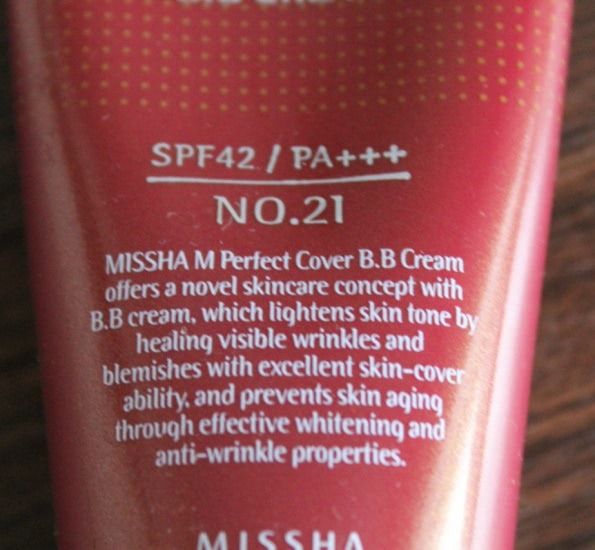 SPF42 / PA+++
NO.21
MISSHA M Perfect Cover B.B Cream
offers a novel skincare concept with
B.B cream, which lightens skin tone by
healing visible wrinkles and
blemishes with excellent skin-cover
ability, and prevents skin aging
through effective whitening and
anti-wrinkle properties.
MISSHA